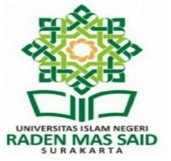 UNIVERSITAS ISLAM NEGERI
RADEN MAS SAID
SURAKARTA